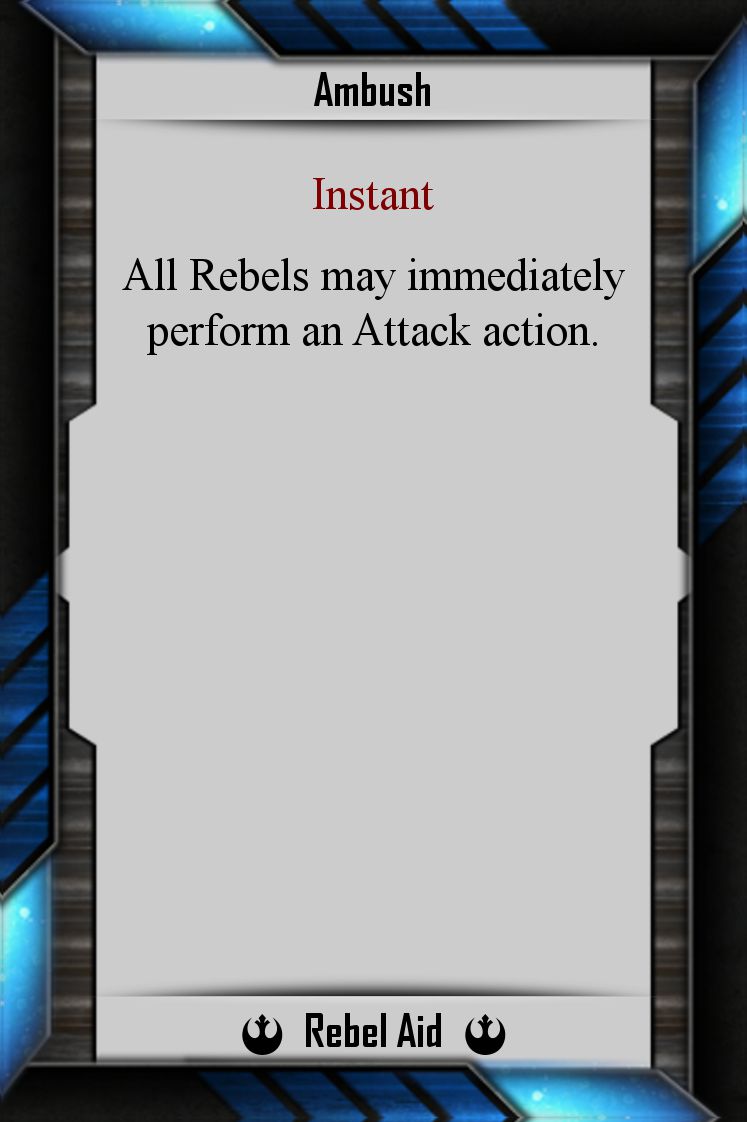 Ambush
Instant
All Rebels may immediately
perform an Attack action.
Rebel Aid